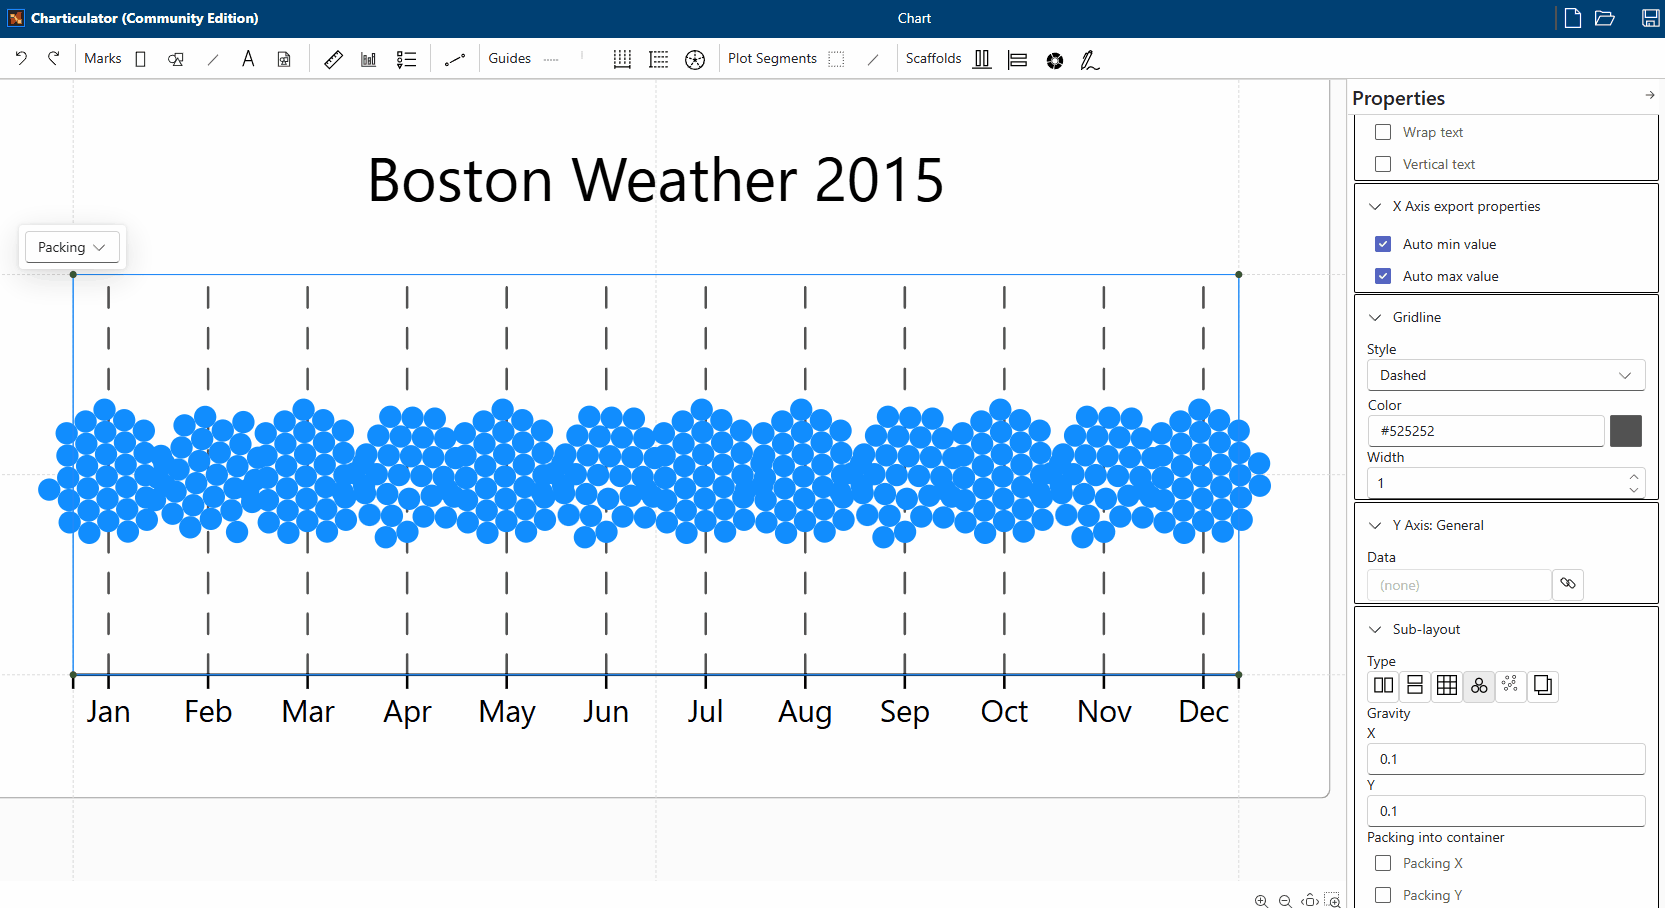 Charticulator (Community Edition)
Chart
Marks
A
Guides
Plot Segments
Scaffolds
Properties
Wrap text
Vertical text
X Axis export properties
Auto min value
Auto max value
Gridline
Style
Dashed
Color
#525252
Width
1
Y Axis: General
Data
(none)
Sub-layout
Type
Gravity
X
0.1
Y
0.1
Packing into container
Packing X
Packing Y
Boston Weather 2015
Packing
Jan Feb Mar Apr May Jun Jul Aug Sep Oct Nov Dec